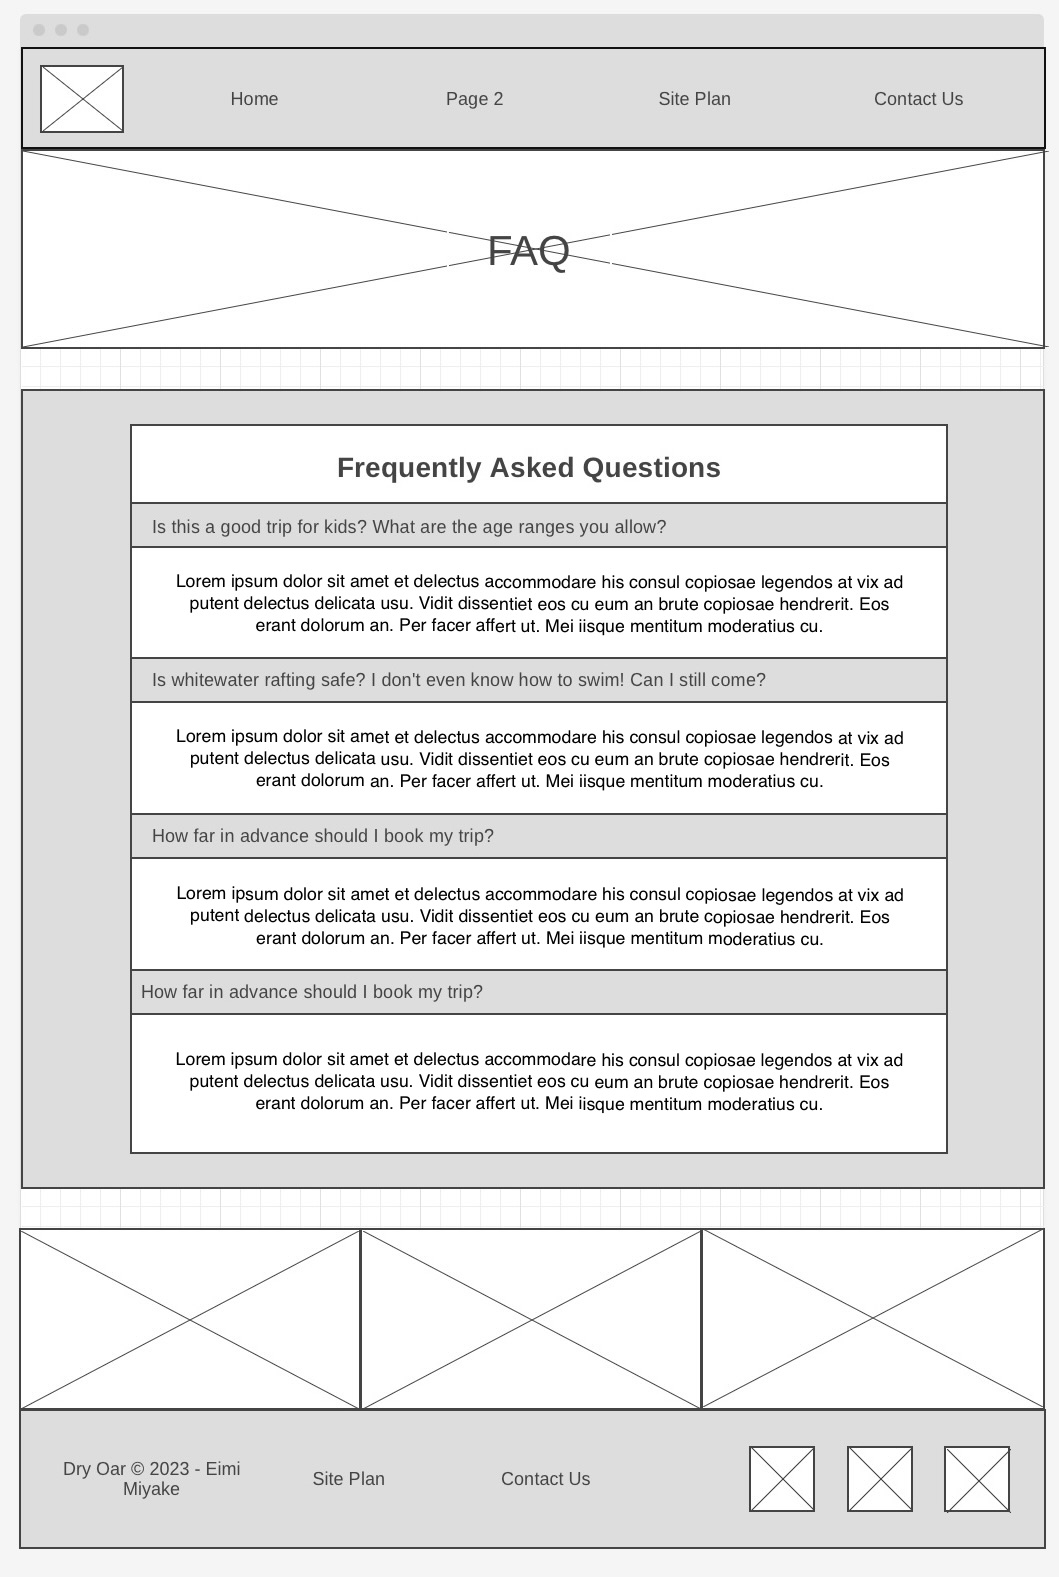 Home
Page 2
Site Plan
Contact Us
FAQ
Frequently Asked Questions
Is this a good trip for kids? What are the age ranges you allow?
Lorem ipsum dolor sit amet et delectus accommodare his consul copiosae legendos at vix ad
putent delectus delicata usu. Vidit dissentiet eos cu eum an brute copiosae hendrerit. Eos
erant dolorum an. Per facer affert ut. Mei iisque mentitum moderatius cu.
Is whitewater rafting safe? I don't even know how to swim! Can I still come?
Lorem ipsum dolor sit amet et delectus accommodare his consul copiosae legendos at vix ad
putent delectus delicata usu. Vidit dissentiet eos cu eum an brute copiosae hendrerit. Eos
erant dolorum an. Per facer affert ut. Mei iisque mentitum moderatius cu.
How far in advance should I book my trip?
Lorem ipsum dolor sit amet et delectus accommodare his consul copiosae legendos at vix ad
putent delectus delicata usu. Vidit dissentiet eos cu eum an brute copiosae hendrerit. Eos
erant dolorum an. Per facer affert ut. Mei iisque mentitum moderatius cu.
How far in advance should I book my trip?
Lorem ipsum dolor sit amet et delectus accommodare his consul copiosae legendos at vix ad
putent delectus delicata usu. Vidit dissentiet eos cu eum an brute copiosae hendrerit. Eos
erant dolorum an. Per facer affert ut. Mei iisque mentitum moderatius cu.
Dry Oar © 2023 - Eimi
Miyake
Site Plan
Contact Us